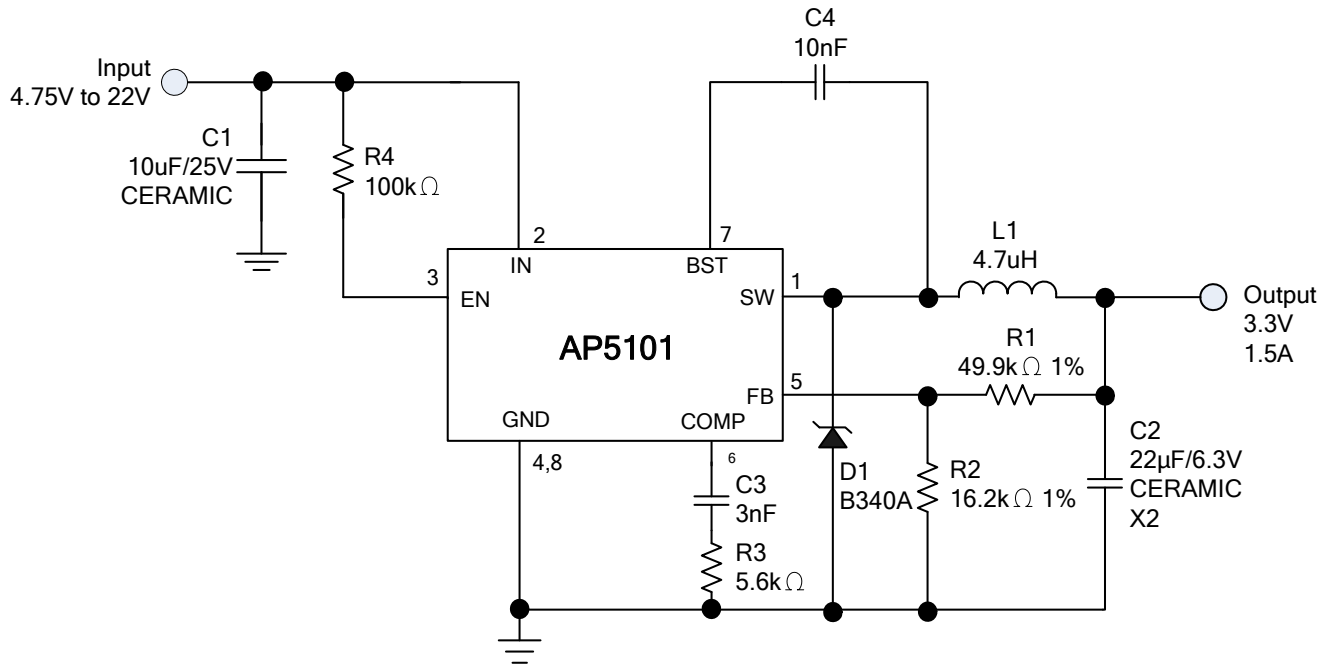 C4
10nF
Input
4.75V to 22V
C1
10uF/25V
CERAMIC
R4
100kΩ
2
IN
7
BST
3
EN
1
SW
L1
4.7uH
Output
3.3V
1.5A
AP5101
R1
49.9kΩ 1%
5
FB
GND
COMP
4,8
6
C3
3nF
R3
5.6kΩ
D1
B340A
R2
16.2kΩ 1%
C2
22µF/6.3V
CERAMIC
X2